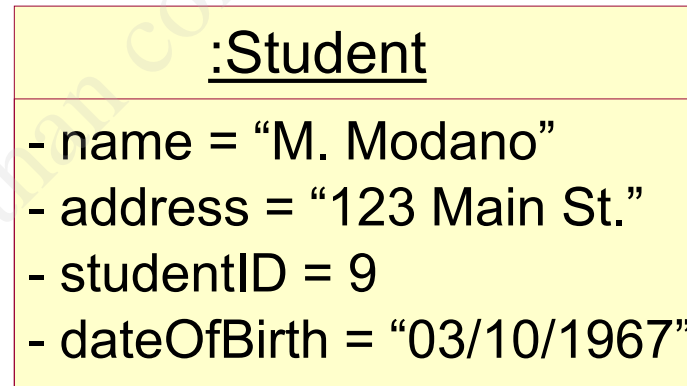 :Student
- name = “M. Modano”
- address = “123 Main St.”
- studentID = 9
- dateOfBirth = “03/10/1967”